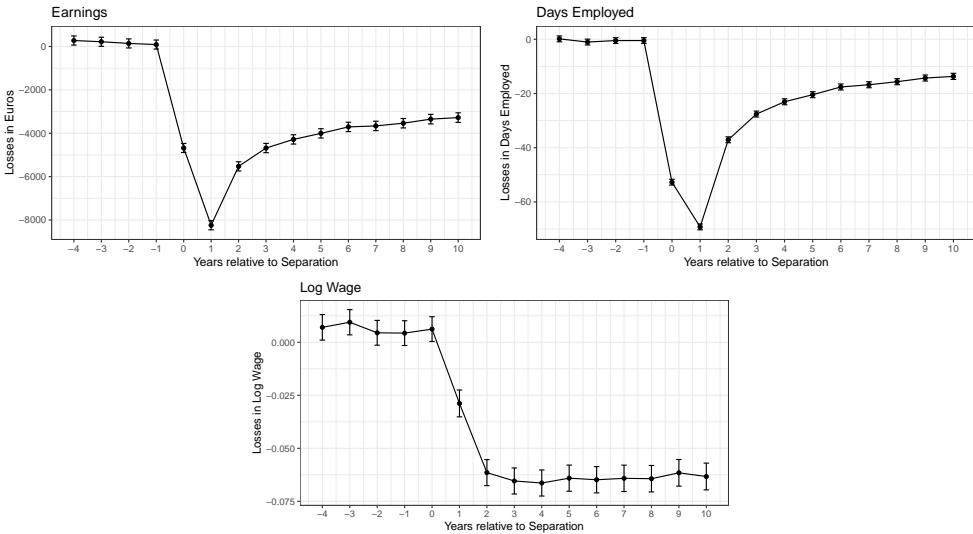 Earnings
0
−2000
−4000
−6000
−8000
Losses in Euros
−4 −3 −2 −1 0 1 2 3 4 5 6 7 8 9 10
Years relative to Separation
Days Employed
0
−20
−40
−60
Losses in Days Employed
−4 −3 −2 −1 0 1 2 3 4 5 6 7 8 9 10
Years relative to Separation
Log Wage
0.000
−0.025
−0.050
−0.075
Losses in Log Wage
−4 −3 −2 −1 0 1 2 3 4 5 6 7 8 9 10
Years relative to Separation